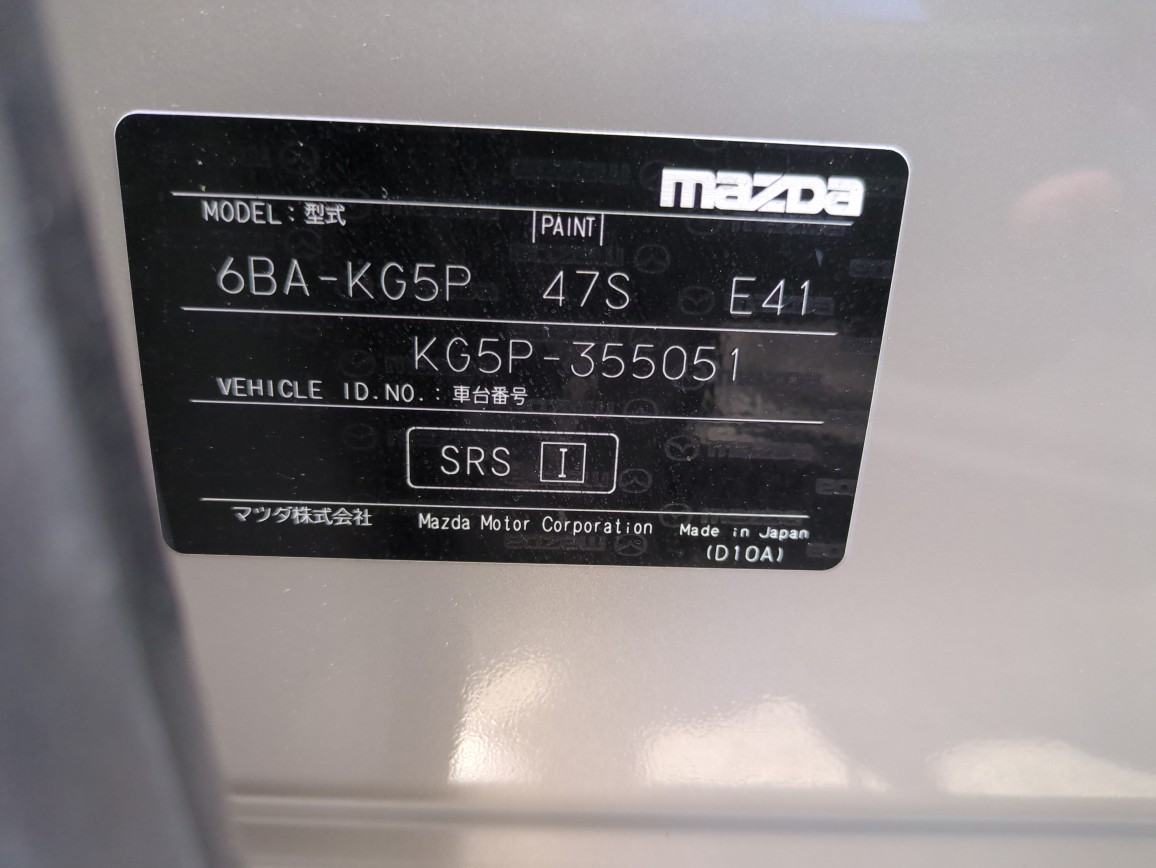 mazda
MODEL : 型式
PAINT
6BA-KG5P 47S E41
KG5P-355051
VEHICLE ID.NO. : 車台番号
SRS I
マツダ株式会社 Mazda Motor Corporation Made in Japan
(D10A)